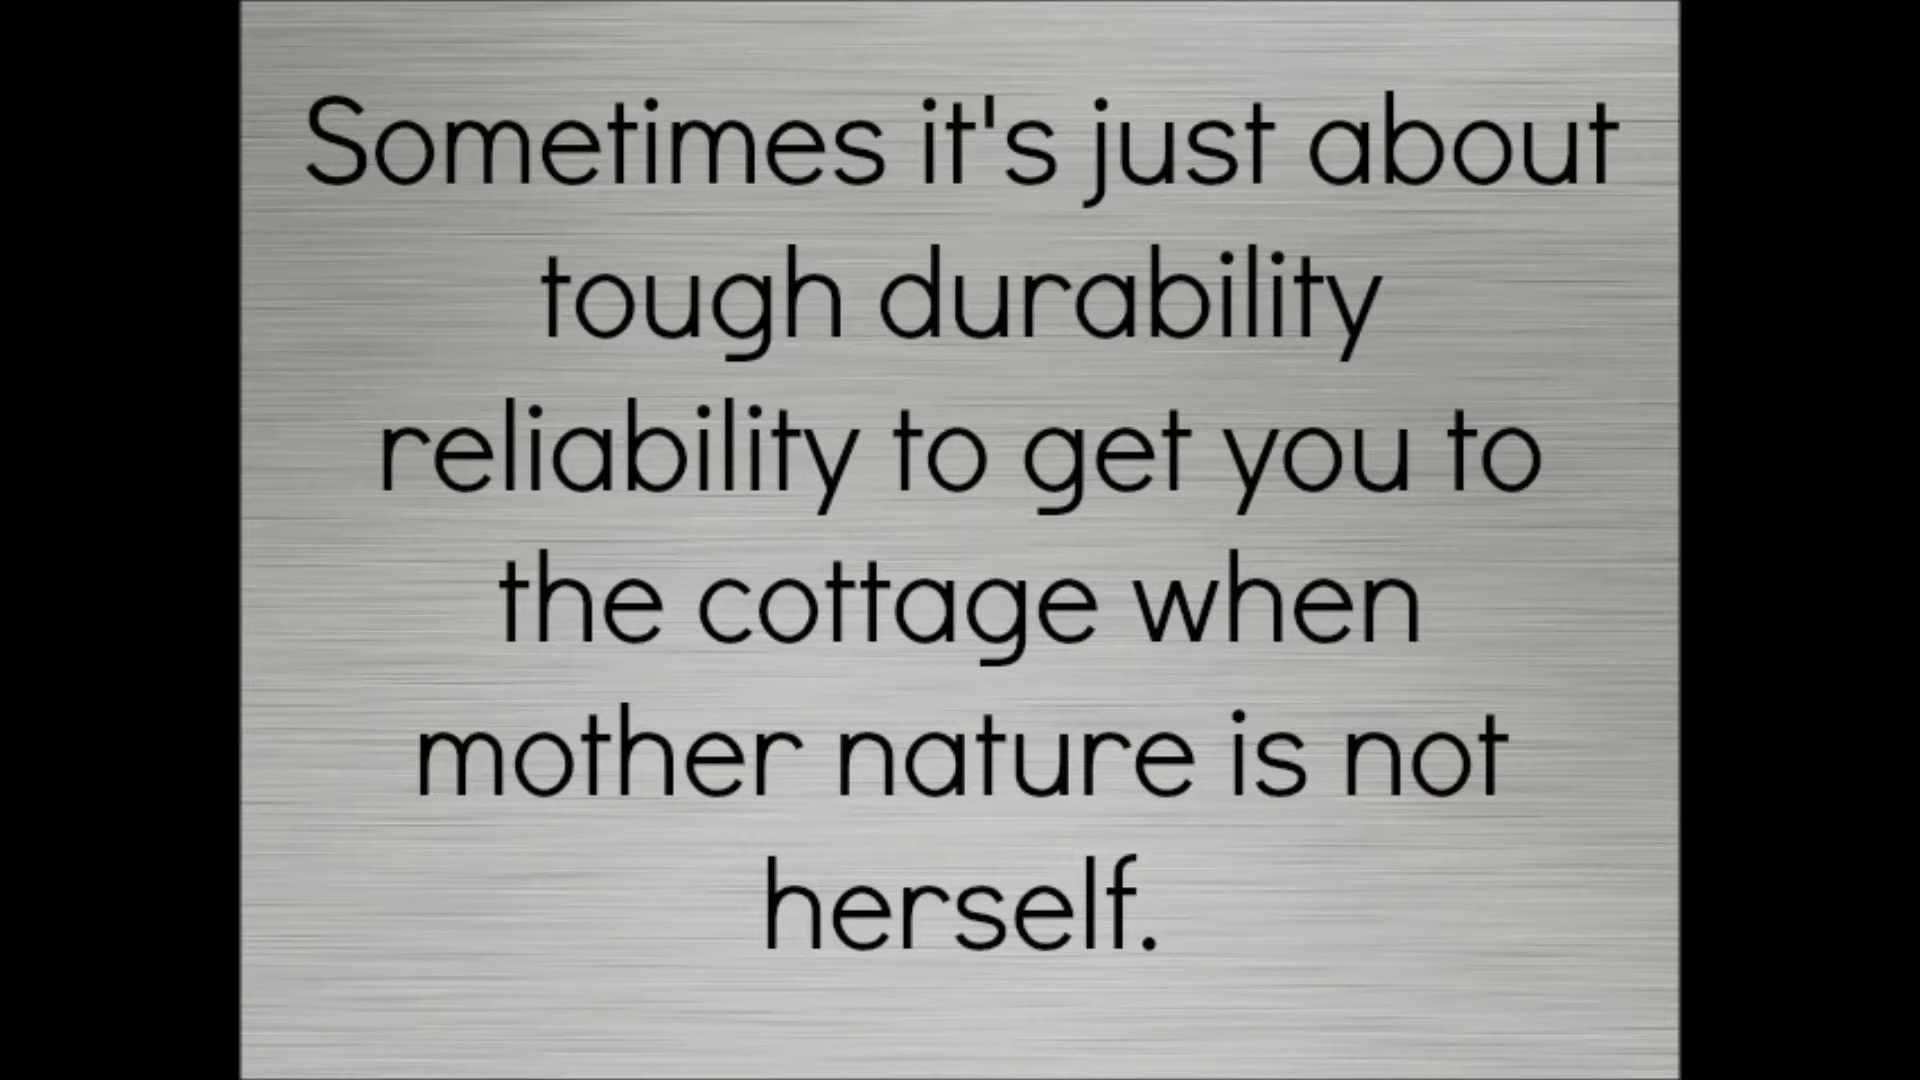 Sometimes it's just about
tough durability
reliability to get you to
the cottage when
mother nature is not
herself.